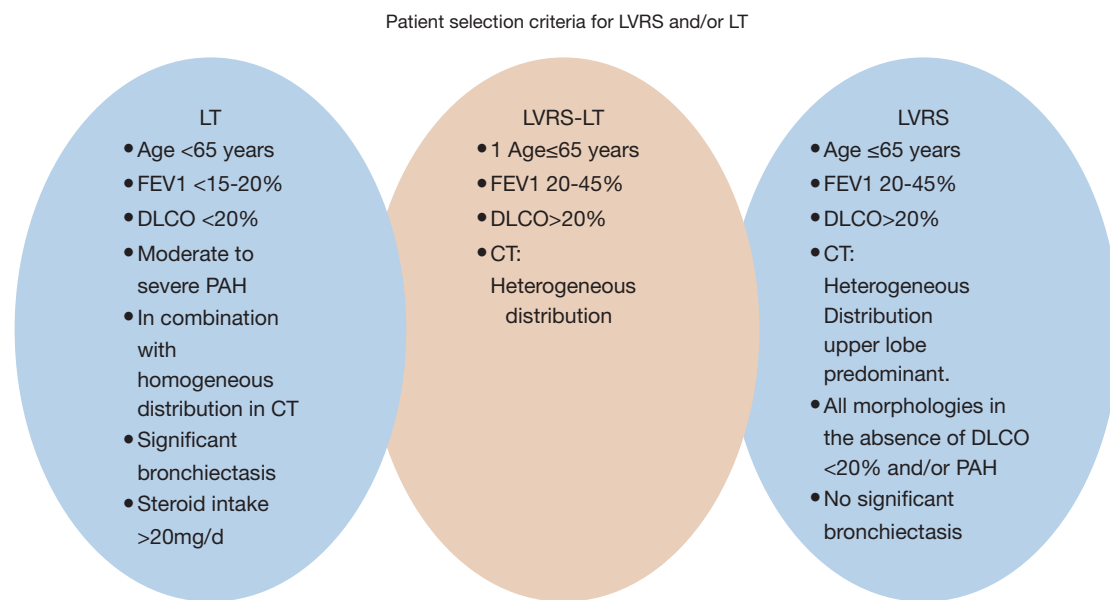 Patient selection criteria for LVRS and/or LT
LT
• Age <65 years
• FEV1 <15-20%
• DLCO <20%
• Moderate to
severe PAH
• In combination
with
homogeneous
distribution in CT
• Significant
bronchiectasis
• Steroid intake
>20mg/d
LVRS-LT
• 1 Age≤65 years
• FEV1 20-45%
• DLCO>20%
• CT:
Heterogeneous
distribution
LVRS
• Age ≤65 years
• FEV1 20-45%
• DLCO>20%
• CT:
Heterogeneous
Distribution
upper lobe
predominant.
• All morphologies in
the absence of DLCO
<20% and/or PAH
• No significant
bronchiectasis